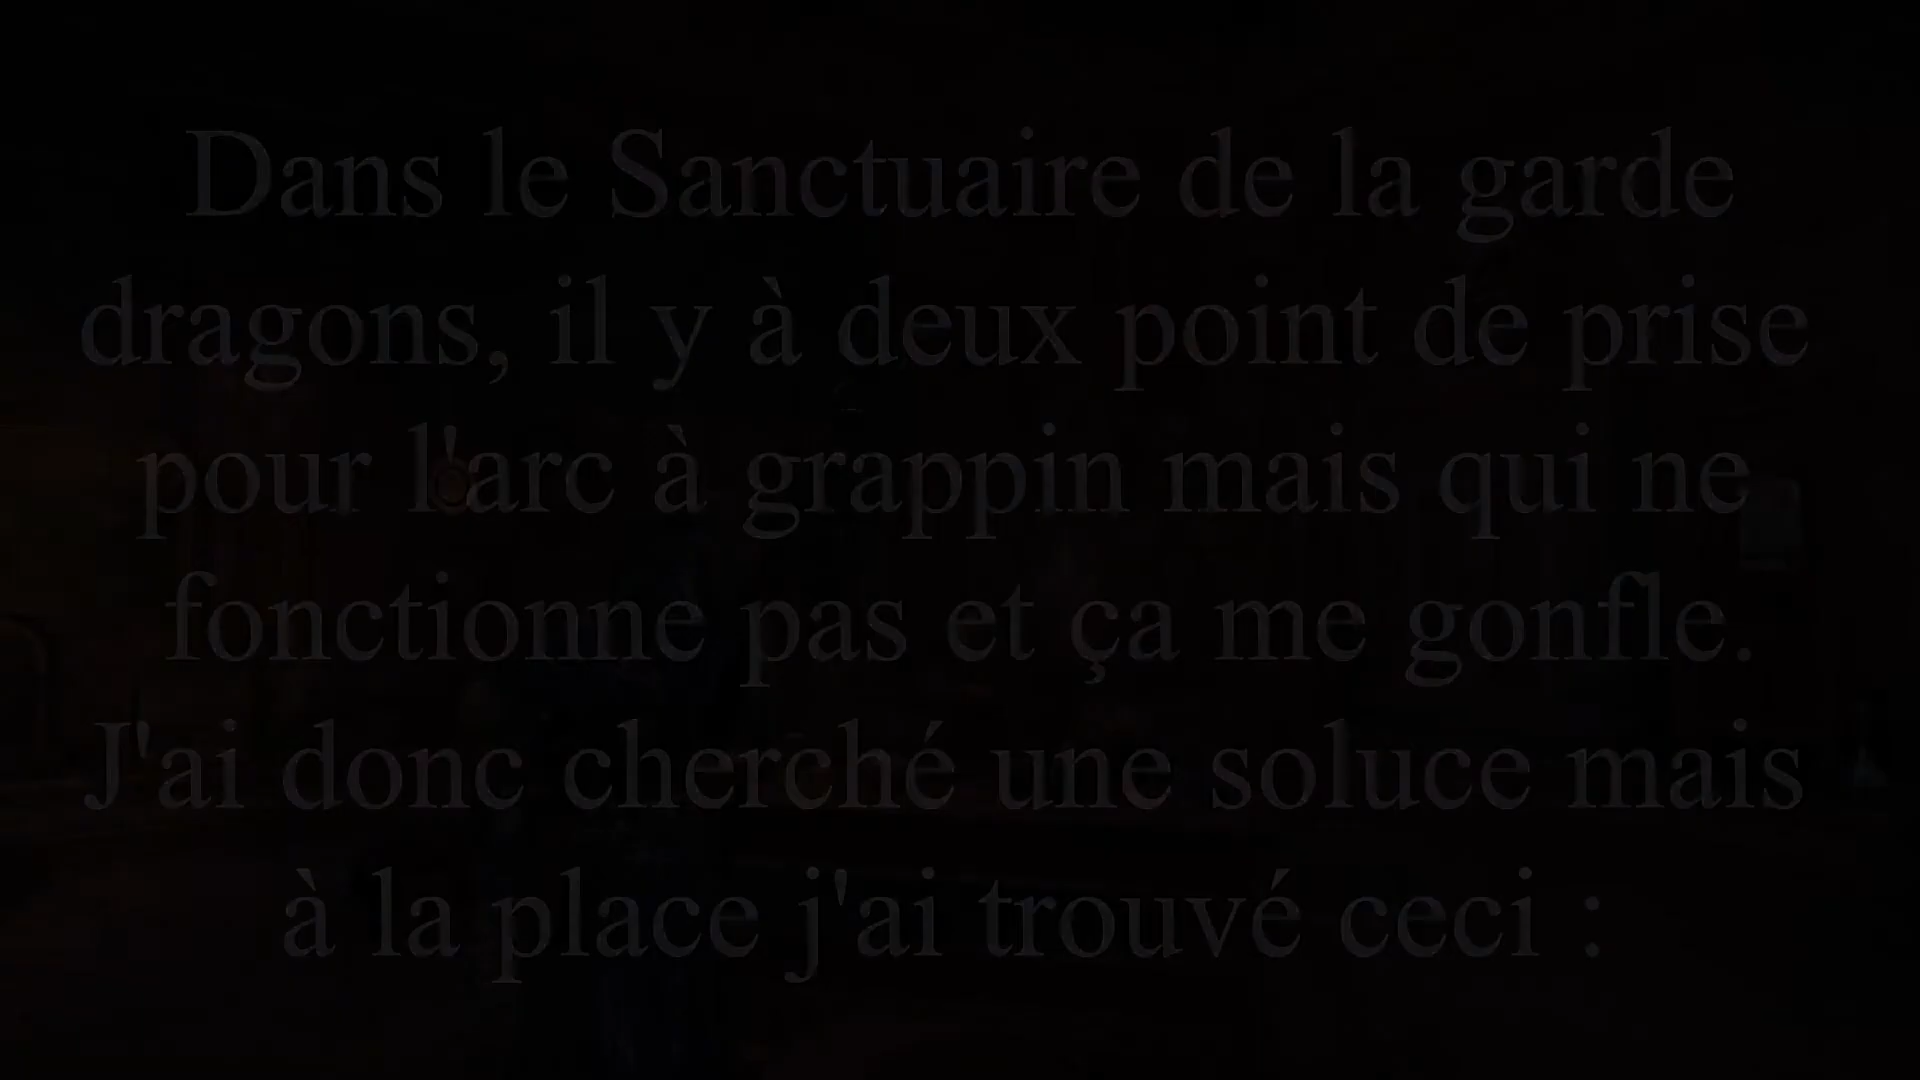 Dans le Sanctuaire de la garde
dragons, il y à deux point de prise
pour l'arc à grappin mais qui ne
fonctionne pas et ça me gonfle.
J'ai donc cherché une soluce mais
à la place j'ai trouvé ceci :